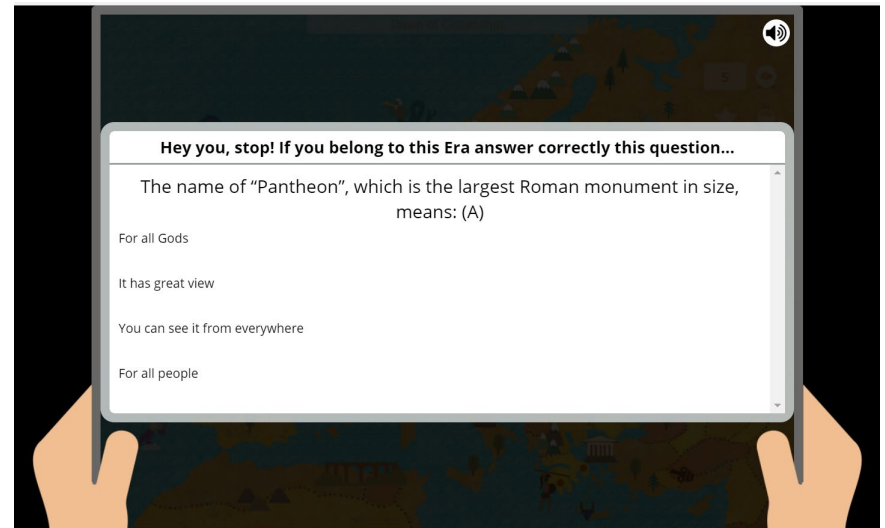 Hey you, stop! If you belong to this Era answer correctly this question...
The name of “Pantheon”, which is the largest Roman monument in size,
means: (A)
For all Gods
It has great view
You can see it from everywhere
For all people